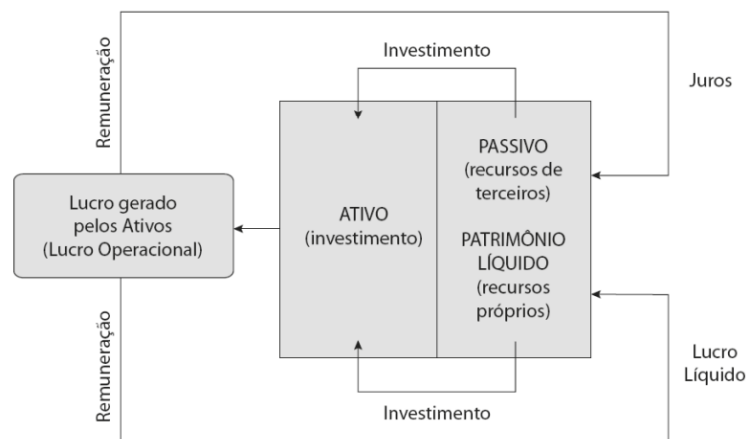 Remuneração
Investimento
Juros
PASSIVO
(recursos de
terceiros)
Lucro gerado
pelos Ativos
(Lucro Operacional)
ATIVO
(investimento)
PATRIMÔNIO
LÍQUIDO
(recursos
próprios)
Remuneração
Investimento
Lucro
Líquido